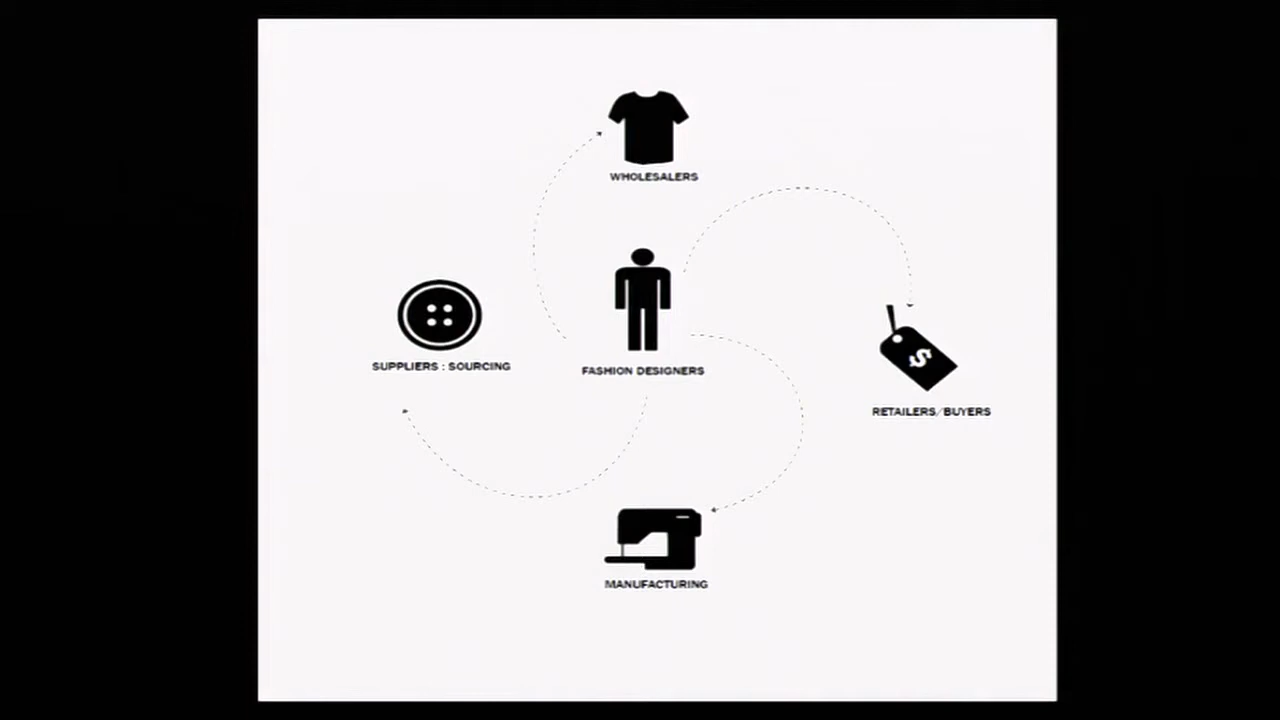 WHOLESALERS
SUPPLIERS : SOURCING
FASHION DESIGNERS
$
RETAILERS/BUYERS
MANUFACTURING